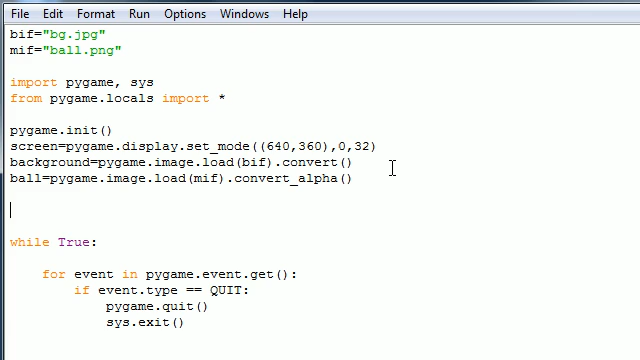 File Edit Format Run Options Windows Help
bif="bg.jpg"
mif="ball.png"
import pygame, sys
from pygame.locals import *
pygame.init()
screen=pygame.display.set_mode((640,360),0,32)
background=pygame.image.load(bif).convert()
ball=pygame.image.load(mif).convert_alpha()
while True:
for event in pygame.event.get():
if event.type == QUIT:
pygame.quit()
sys.exit()